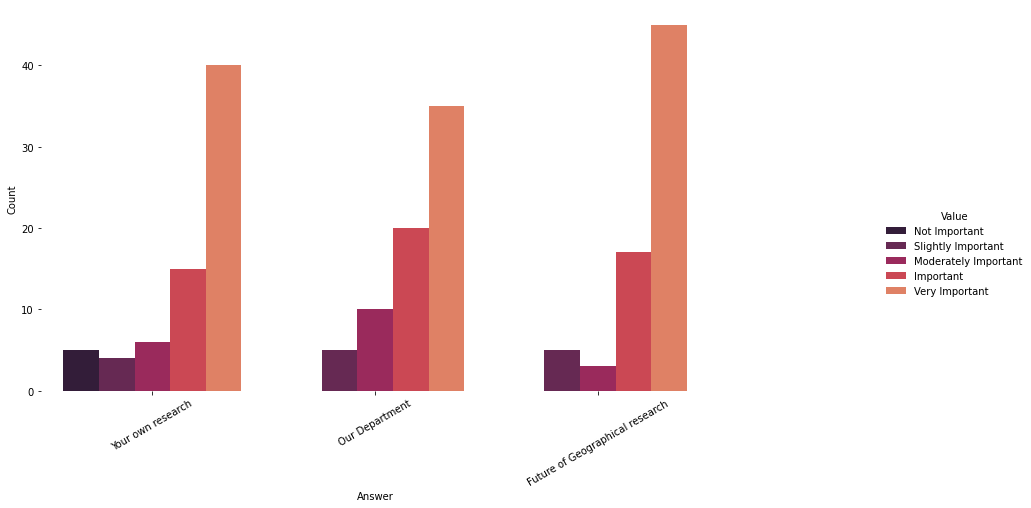 40
30
20
10
0
Count
Your own research
Our Department
Future of Geographical research
Answer
Value
Not Important
Slightly Important
Moderately Important
Important
Very Important